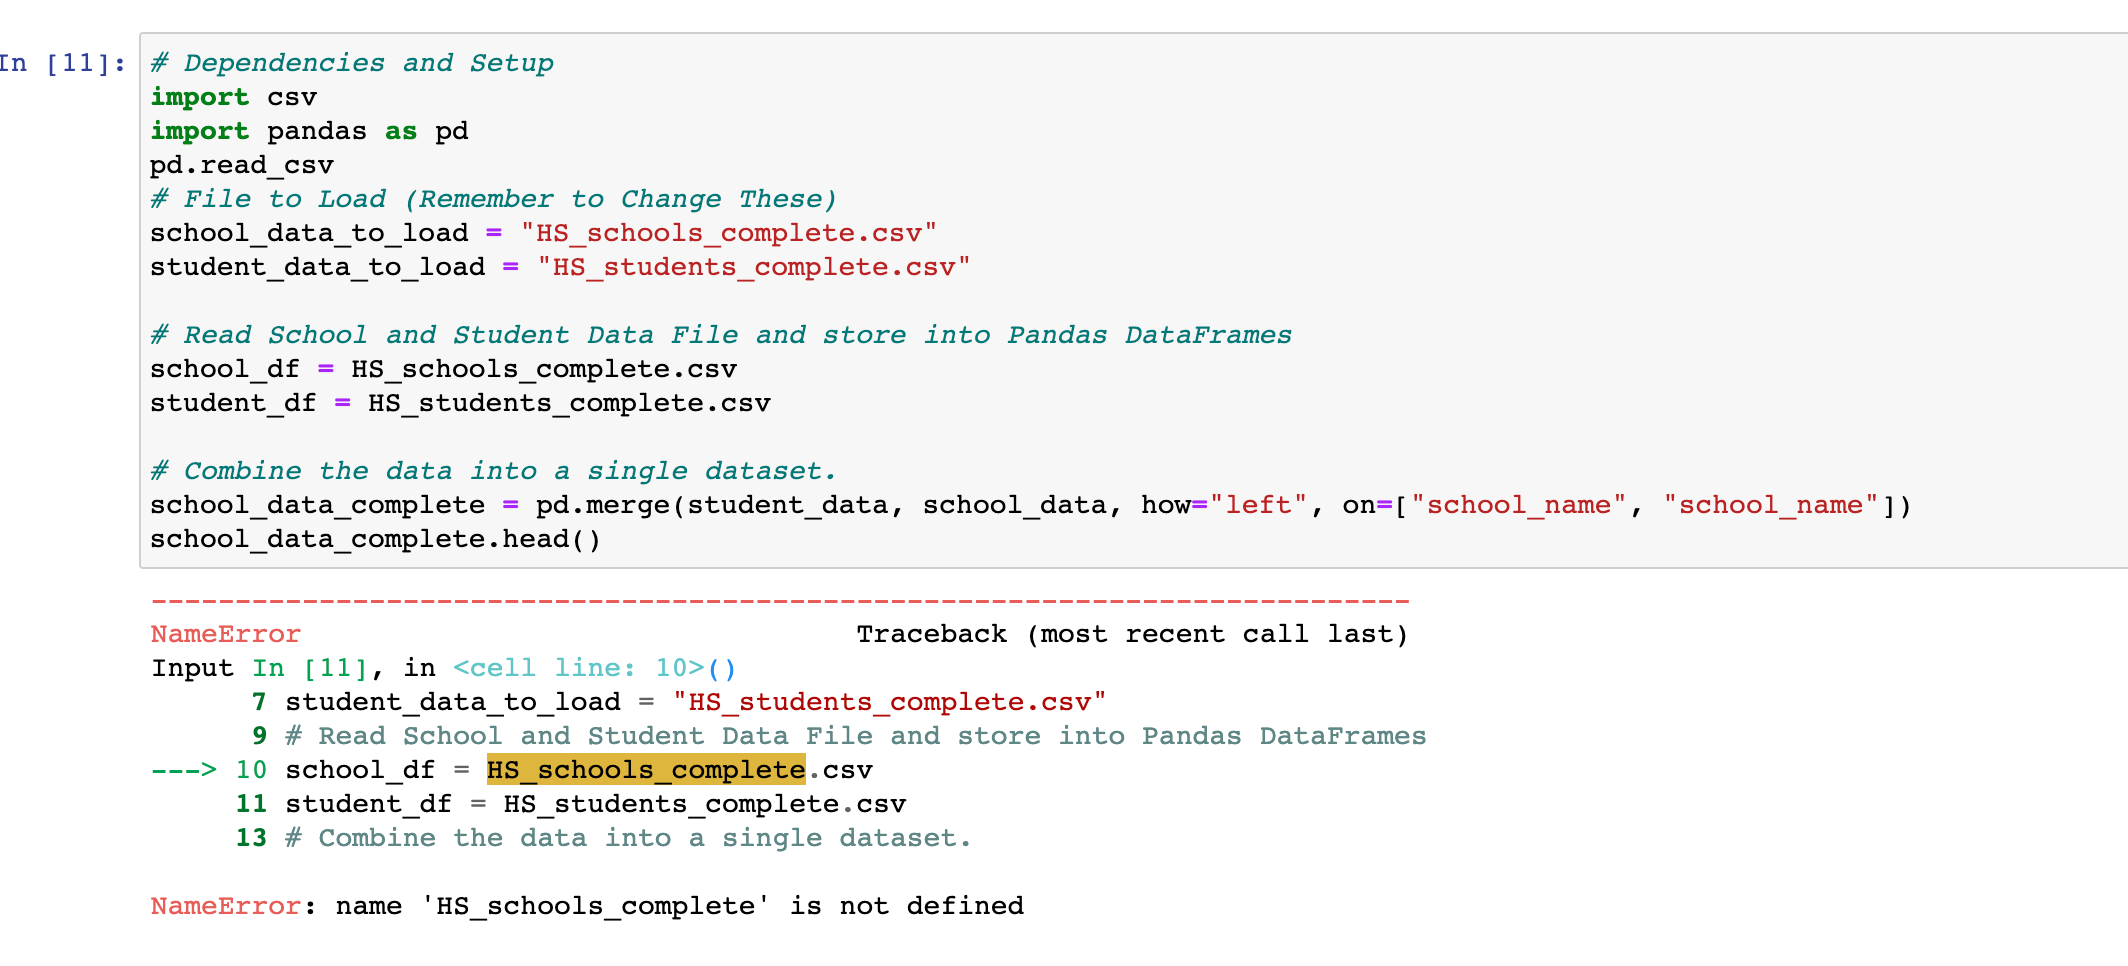 In [11]:
# Dependencies and Setup
import csv
import pandas as pd
pd.read_csv
# File to Load (Remember to Change These)
school_data_to_load = "HS_schools_complete.csv"
student_data_to_load = "HS_students_complete.csv"
# Read School and Student Data File and store into Pandas DataFrames
school_df = HS_schools_complete.csv
student_df = HS_students_complete.csv
# Combine the data into a single dataset.
school_data_complete = pd.merge(student_data, school_data, how="left", on=["school_name", "school_name"])
school_data_complete.head()
---------------------------------------------------------------------------
NameError                                 Traceback (most recent call last)
Input In [11], in <cell line: 10>()
      7 student_data_to_load = "HS_students_complete.csv"
      9 # Read School and Student Data File and store into Pandas DataFrames
---> 10 school_df = HS_schools_complete.csv
     11 student_df = HS_students_complete.csv
     13 # Combine the data into a single dataset.
NameError: name 'HS_schools_complete' is not defined